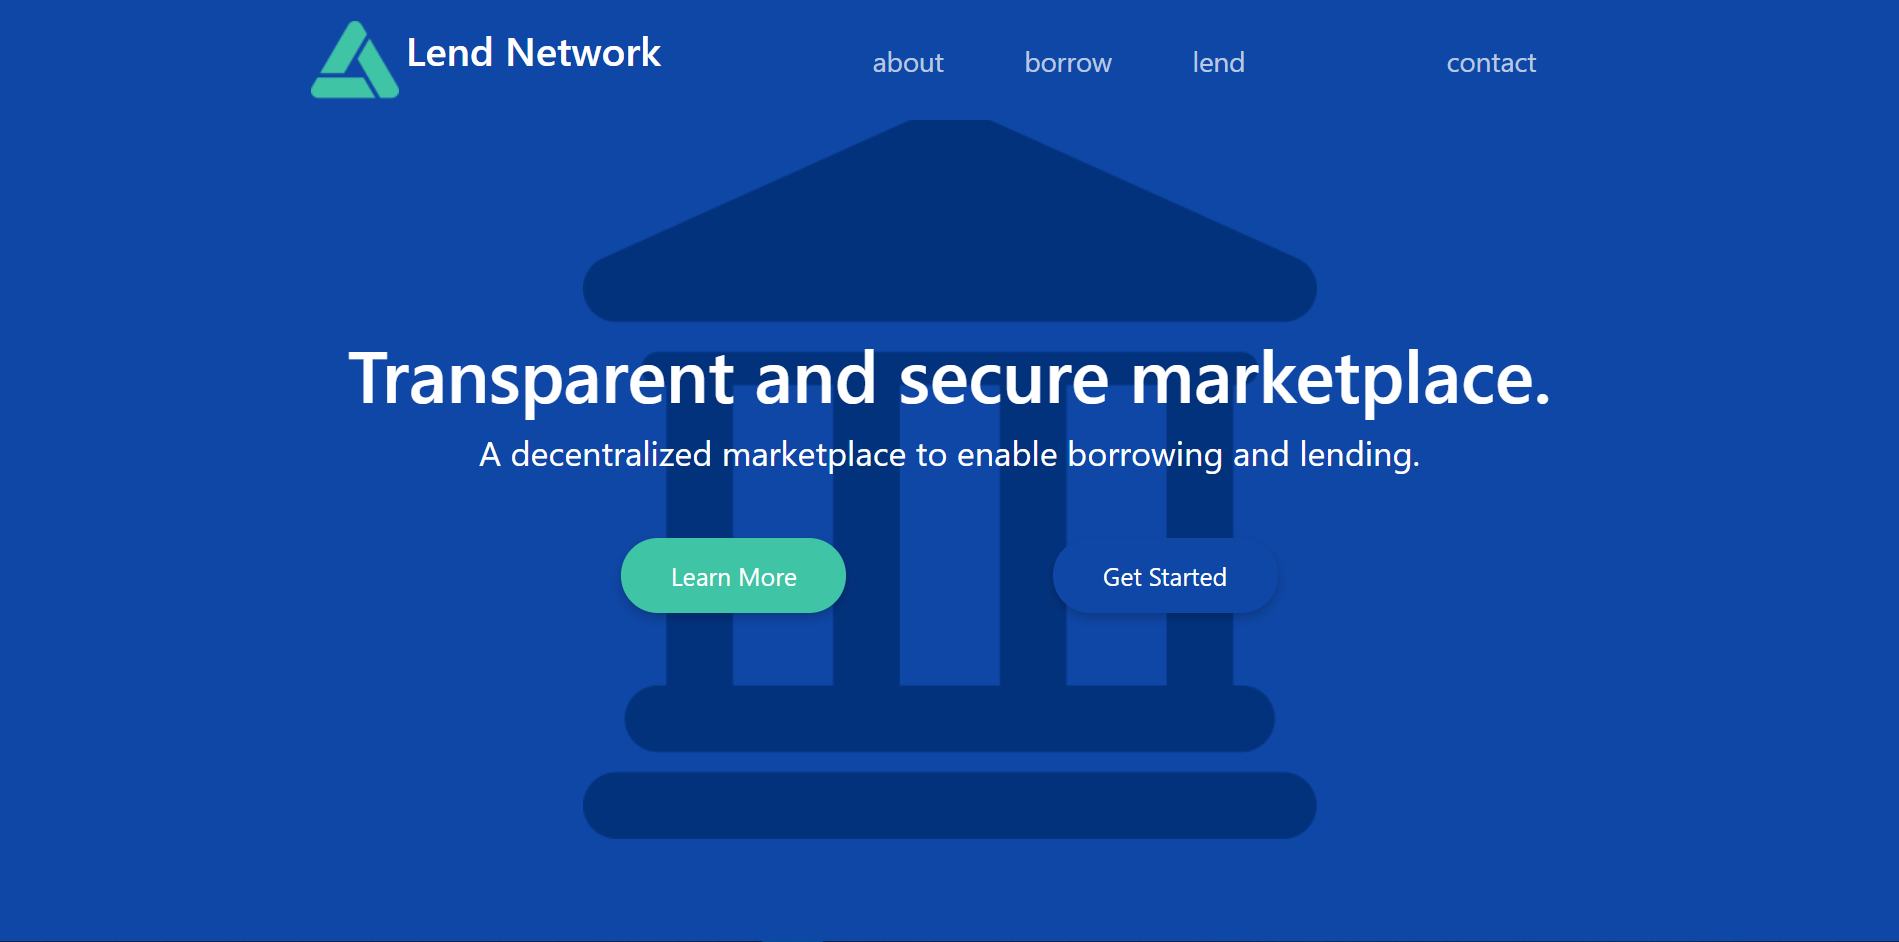 Lend Network
about borrow lend contact
Transparent and secure marketplace.
A decentralized marketplace to enable borrowing and lending.
Learn More Get Started